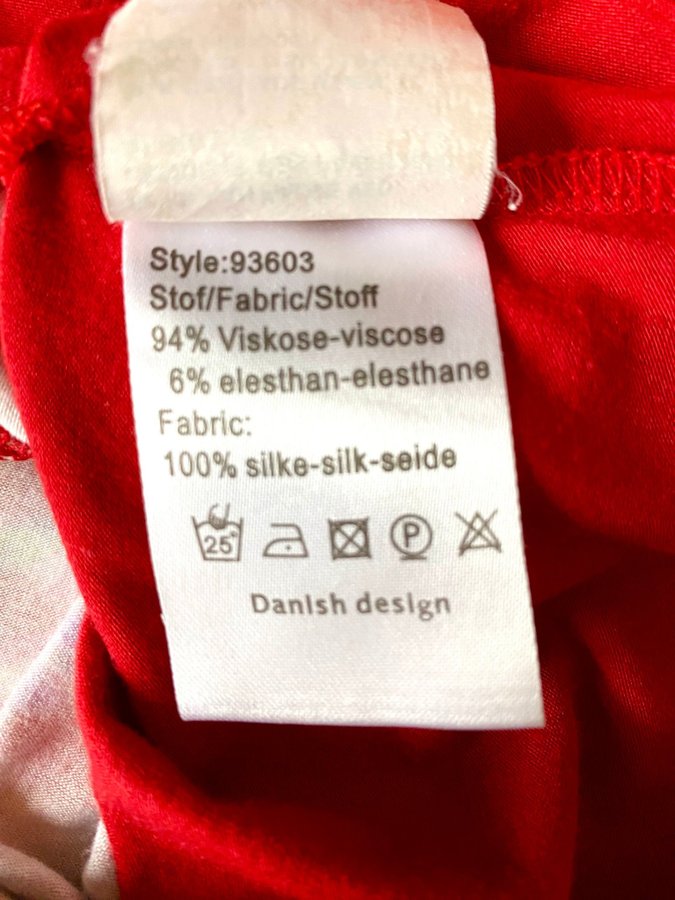 Style:93603
Stof/Fabric/Stoff
94% Viskose-viscose
6% elesthan-elesthane
Fabric:
100% silke-silk-seide
25° P
Danish design